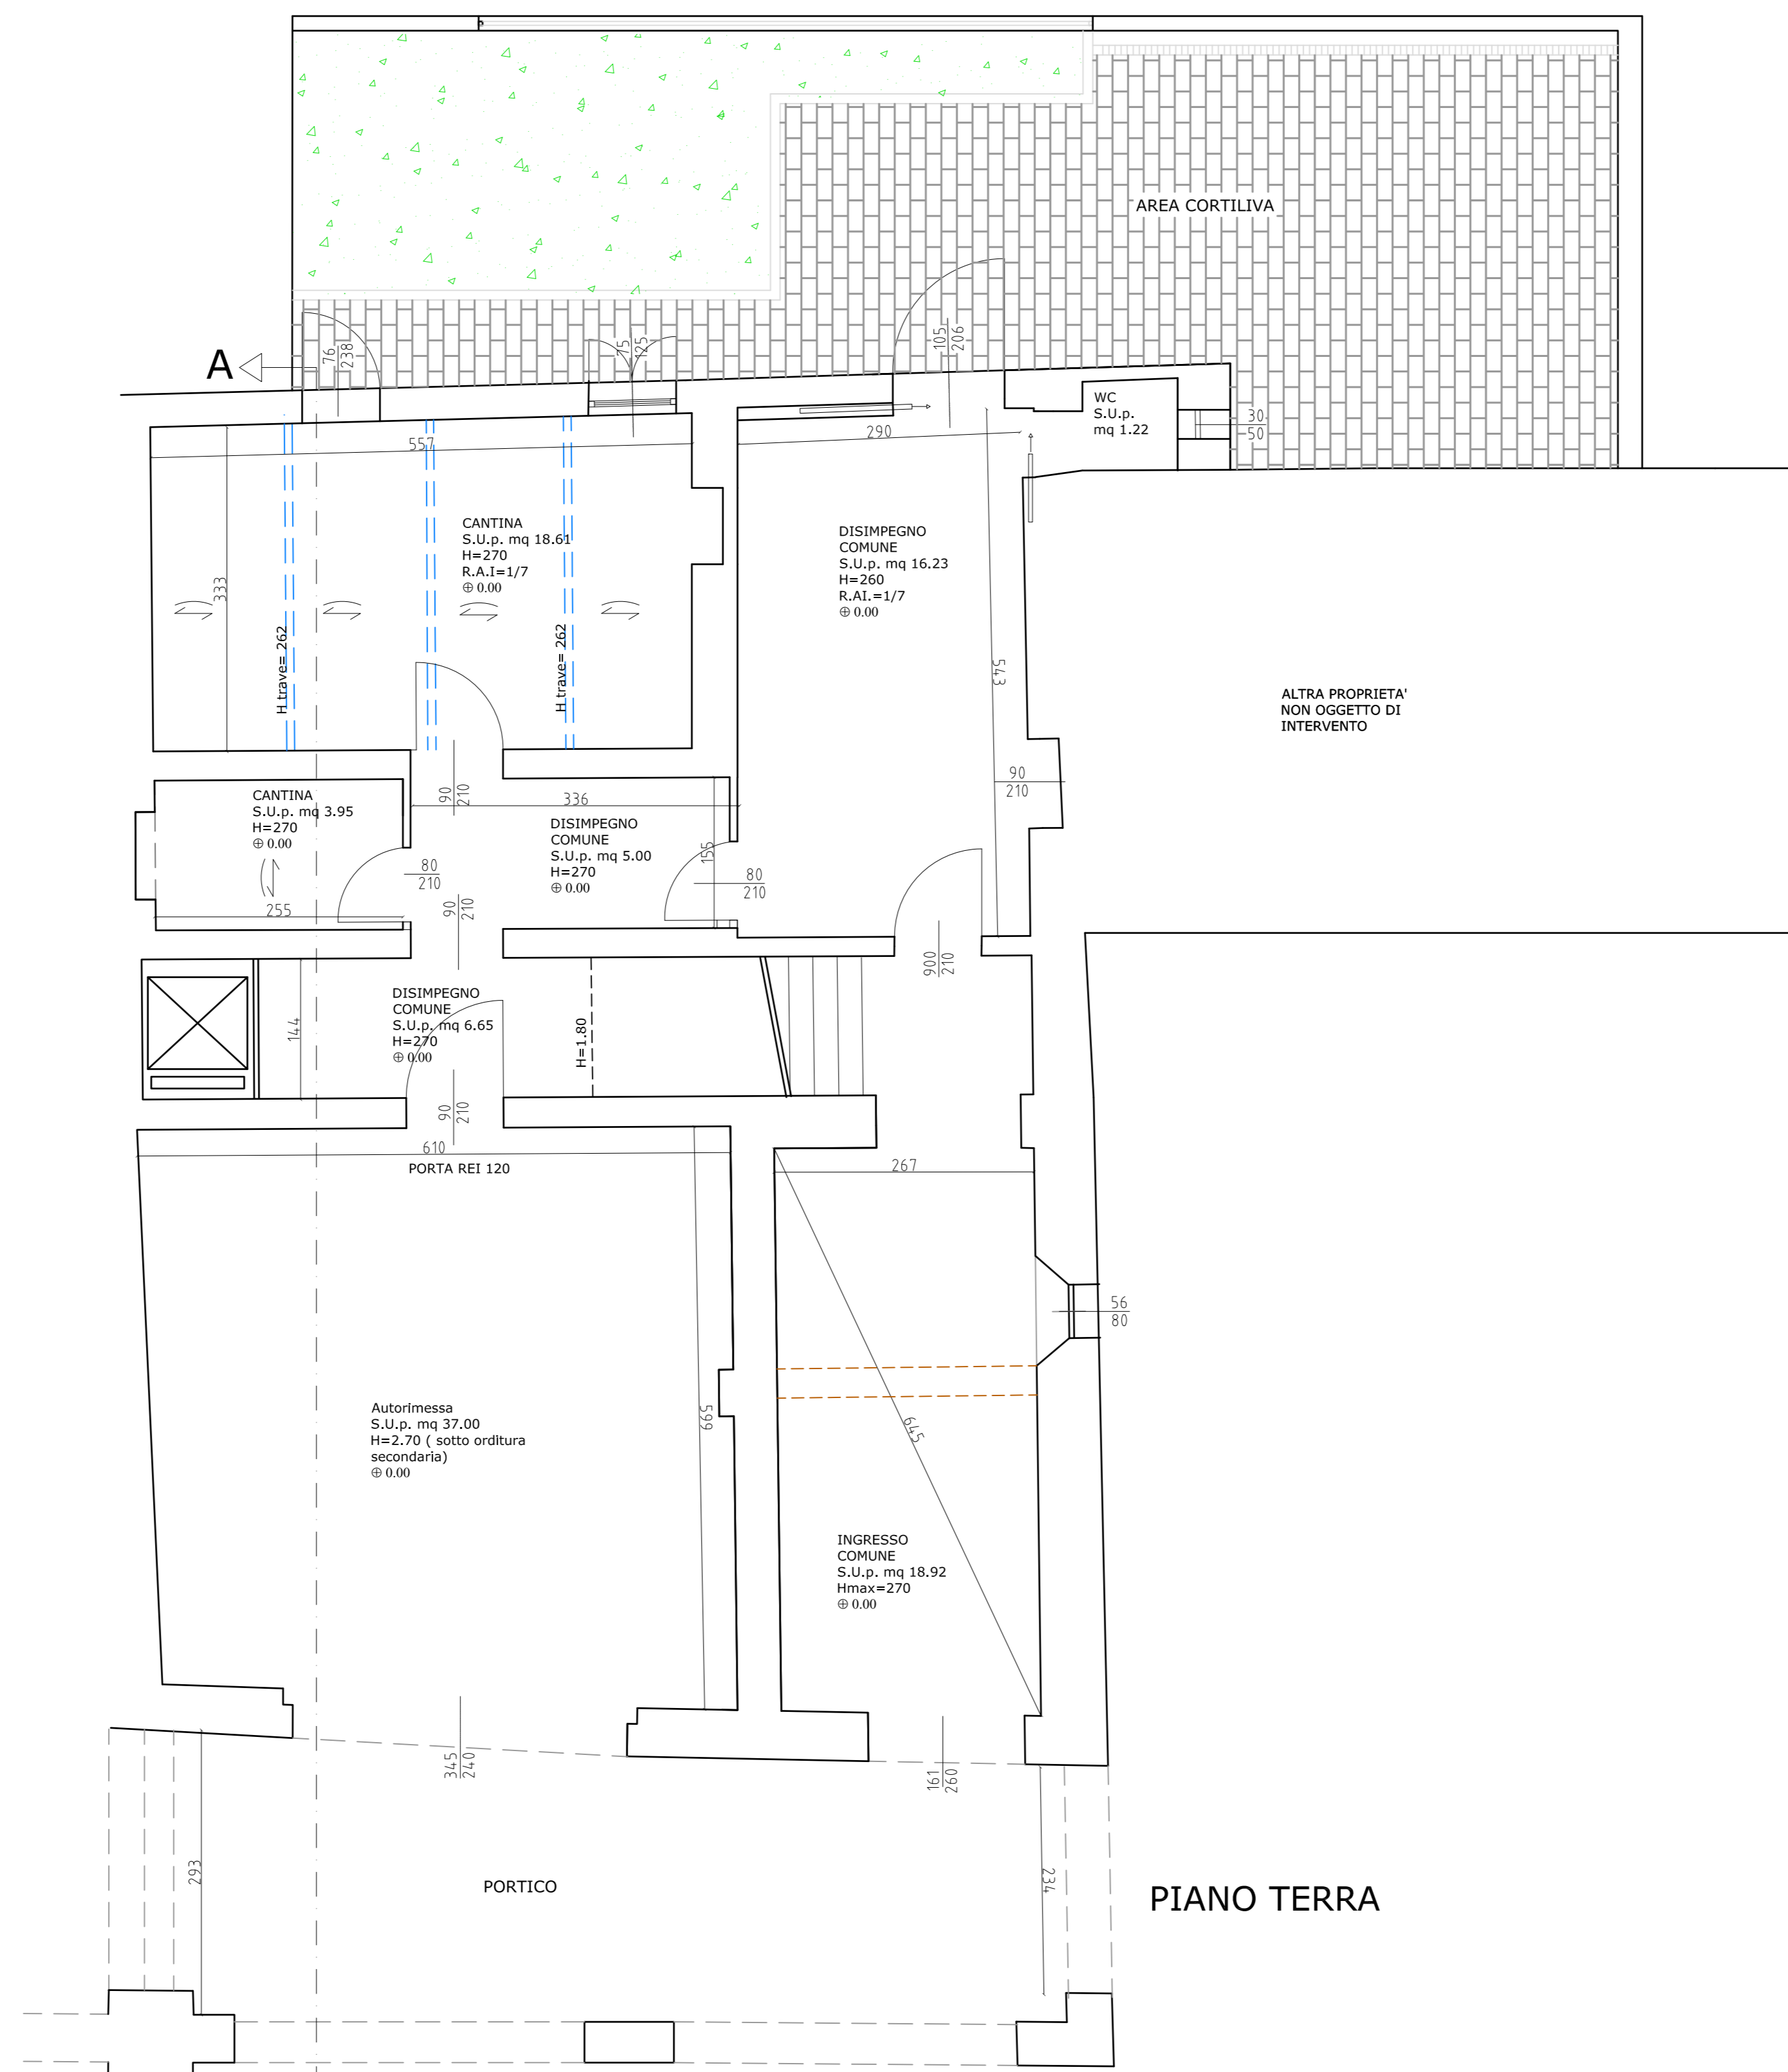 AREA CORTILIVA
A
76
238
75
125
105
206
WC
S.U.p.
mq 1.22
30
50
557
290
CANTINA
S.U.p. mq 18.61
H=270
R.A.I=1/7
⊕ 0.00
DISIMPEGNO
COMUNE
S.U.p. mq 16.23
H=260
R.AI.=1/7
⊕ 0.00
333
H trave= 262
H trave= 262
543
ALTRA PROPRIETA'
NON OGGETTO DI
INTERVENTO
90
210
90
210
CANTINA
S.U.p. mq 3.95
H=270
⊕ 0.00
336
DISIMPEGNO
COMUNE
S.U.p. mq 5.00
H=270
⊕ 0.00
155
80
210
80
210
255
90
210
900
210
DISIMPEGNO
COMUNE
S.U.p. mq 6.65
H=270
⊕ 0.00
144
H=1.80
90
210
610
PORTA REI 120
267
56
80
Autorimessa
S.U.p. mq 37.00
H=2.70 ( sotto orditura
secondaria)
⊕ 0.00
599
645
INGRESSO
COMUNE
S.U.p. mq 18.92
Hmax=270
⊕ 0.00
345
240
161
260
293
234
PORTICO
PIANO TERRA